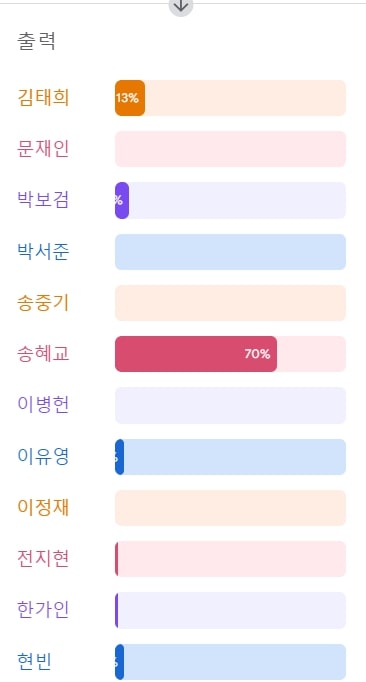 출력
김태희 13%
문재인
박보검 %
박서준
송중기
송혜교 70%
이병헌
이유영 %
이정재
전지현
한가인
현빈 %